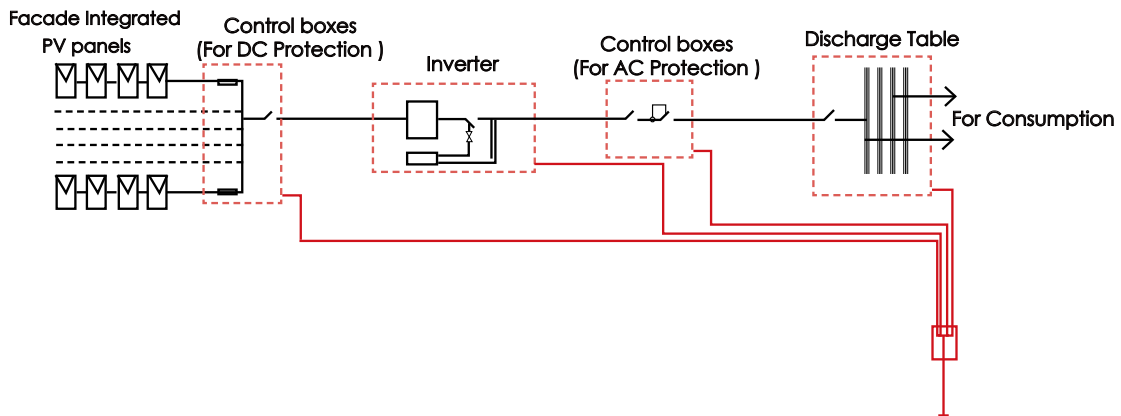 Facade Integrated
PV panels
Control boxes
(For DC Protection )
Inverter
Control boxes
(For AC Protection )
Discharge Table
For Consumption